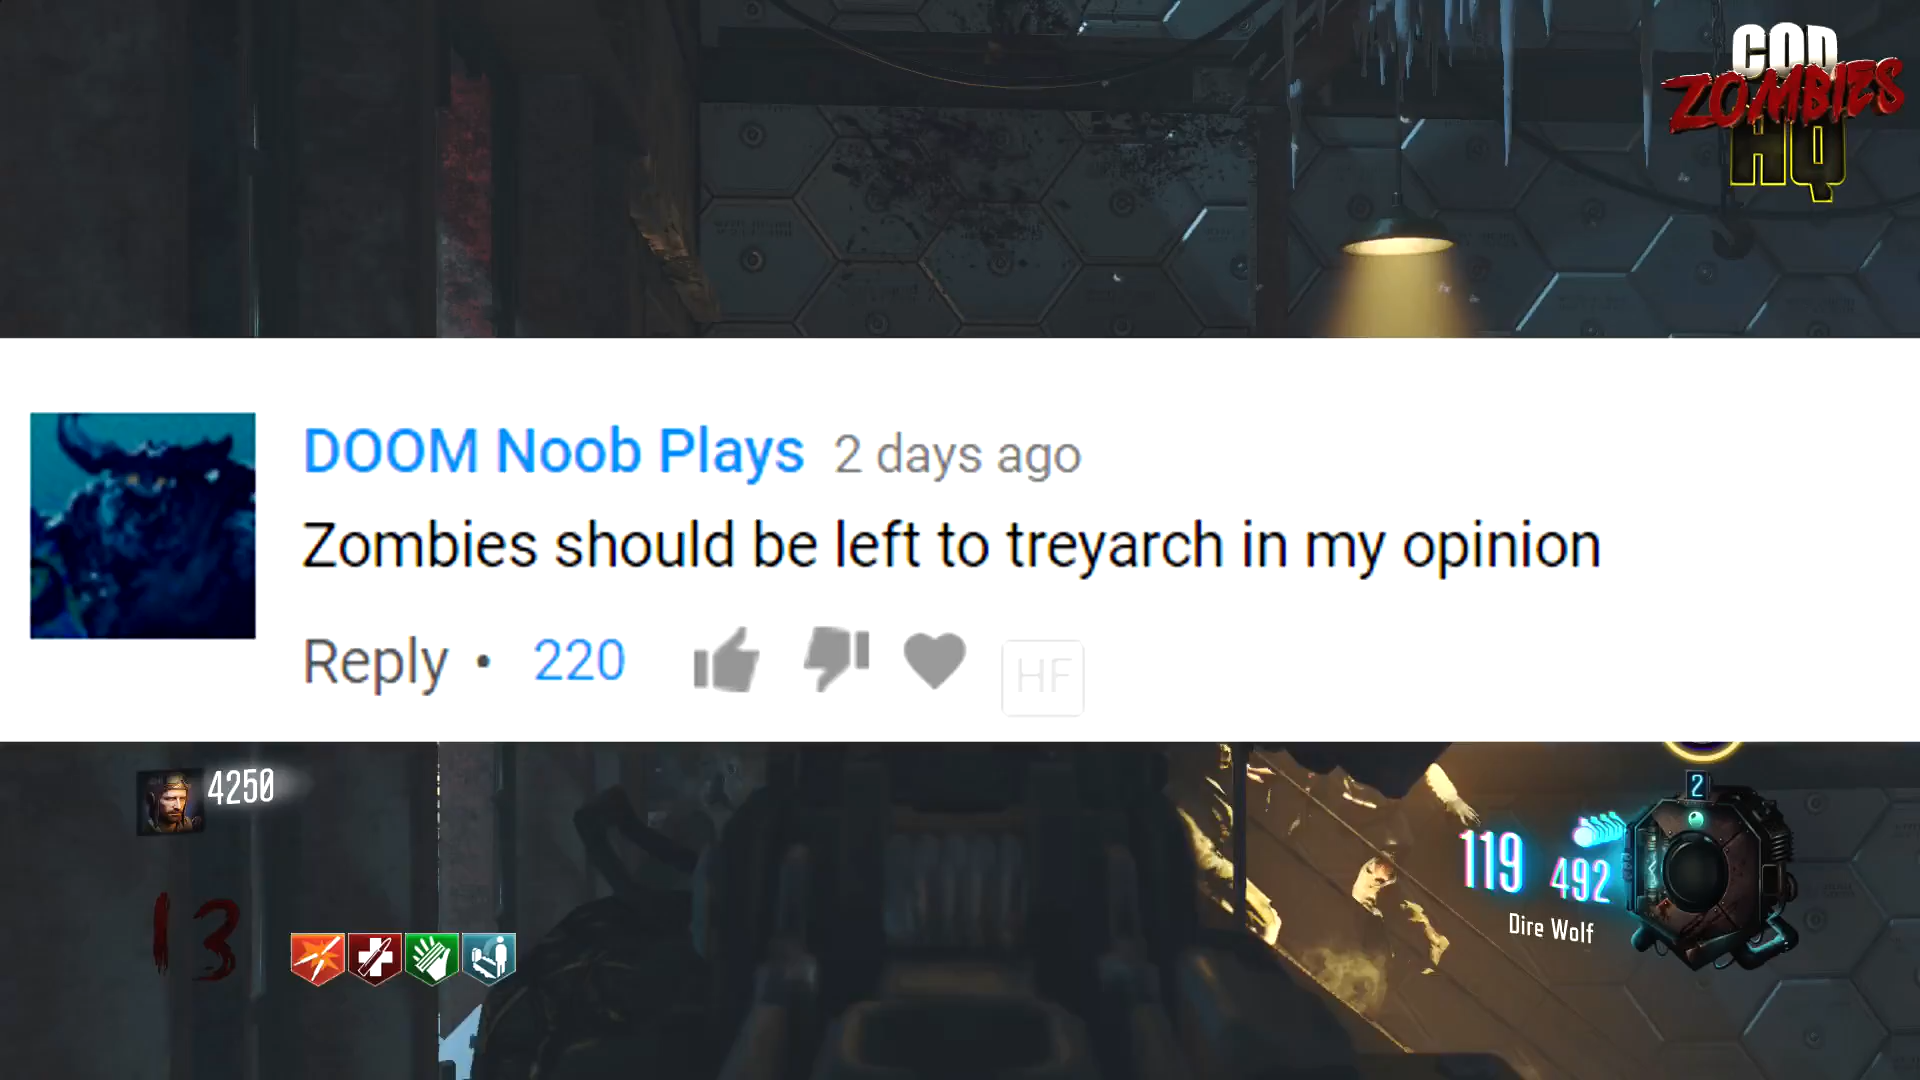 COD
ZOMBIES
HQ
DOOM Noob Plays 2 days ago
Zombies should be left to treyarch in my opinion
Reply • 220
HF
4250
2
119 492
Dire Wolf
13